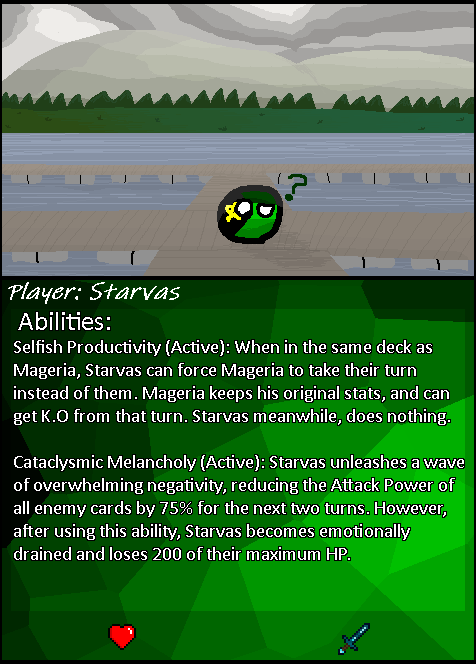 ?
Player: Starvas
Abilities:
Selfish Productivity (Active): When in the same deck as
Mageria, Starvas can force Mageria to take their turn
instead of them. Mageria keeps his original stats, and can
get K.O from that turn. Starvas meanwhile, does nothing.
Cataclysmic Melancholy (Active): Starvas unleashes a wave
of overwhelming negativity, reducing the Attack Power of
all enemy cards by 75% for the next two turns. However,
after using this ability, Starvas becomes emotionally
drained and loses 200 of their maximum HP.